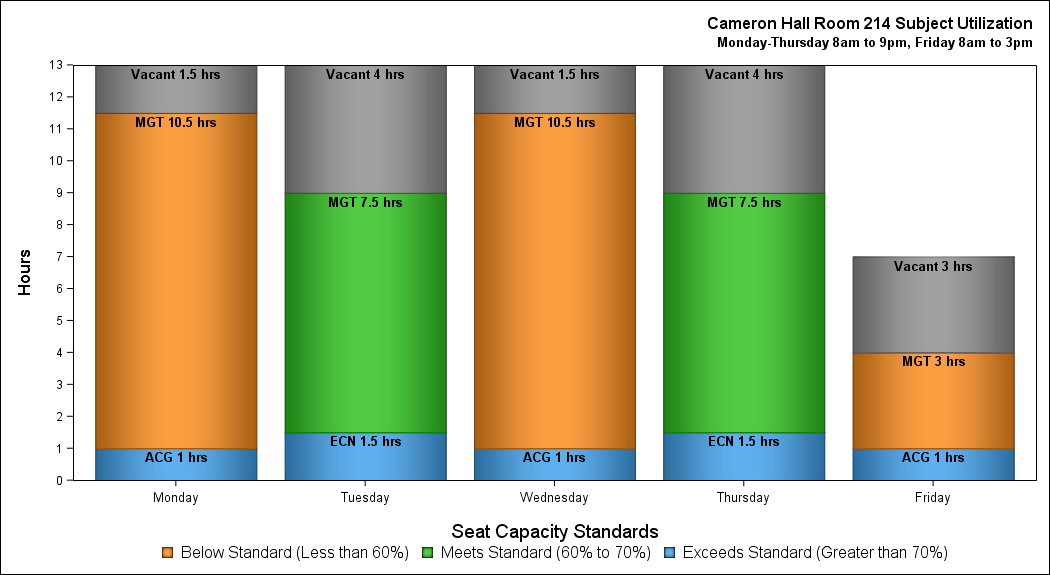 Cameron Hall Room 214 Subject Utilization
Monday-Thursday 8am to 9pm, Friday 8am to 3pm
Hours
13
12
11
10
9
8
7
6
5
4
3
2
1
0
Vacant 1.5 hrs
MGT 10.5 hrs
ACG 1 hrs
Vacant 4 hrs
MGT 7.5 hrs
ECN 1.5 hrs
Vacant 1.5 hrs
MGT 10.5 hrs
ACG 1 hrs
Vacant 4 hrs
MGT 7.5 hrs
ECN 1.5 hrs
Vacant 3 hrs
MGT 3 hrs
ACG 1 hrs
Monday Tuesday Wednesday Thursday Friday
Seat Capacity Standards
Below Standard (Less than 60%) Meets Standard (60% to 70%) Exceeds Standard (Greater than 70%)